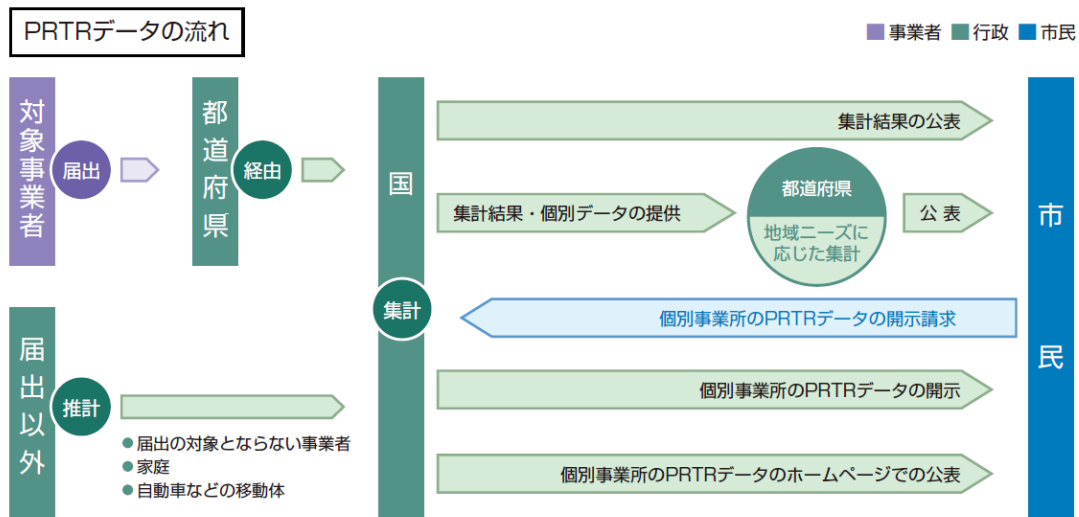 PRTRデータの流れ
事業者 行政 市民
対象事業者
届出
都道府県
経由
国
集計
集計結果の公表
集計結果・個別データの提供
都道府県
地域ニーズに
応じた集計
公表
個別事業所のPRTRデータの開示請求
個別事業所のPRTRデータの開示
個別事業所のPRTRデータのホームページでの公表
市民
届出以外
推計
●届出の対象とならない事業者
●家庭
●自動車などの移動体